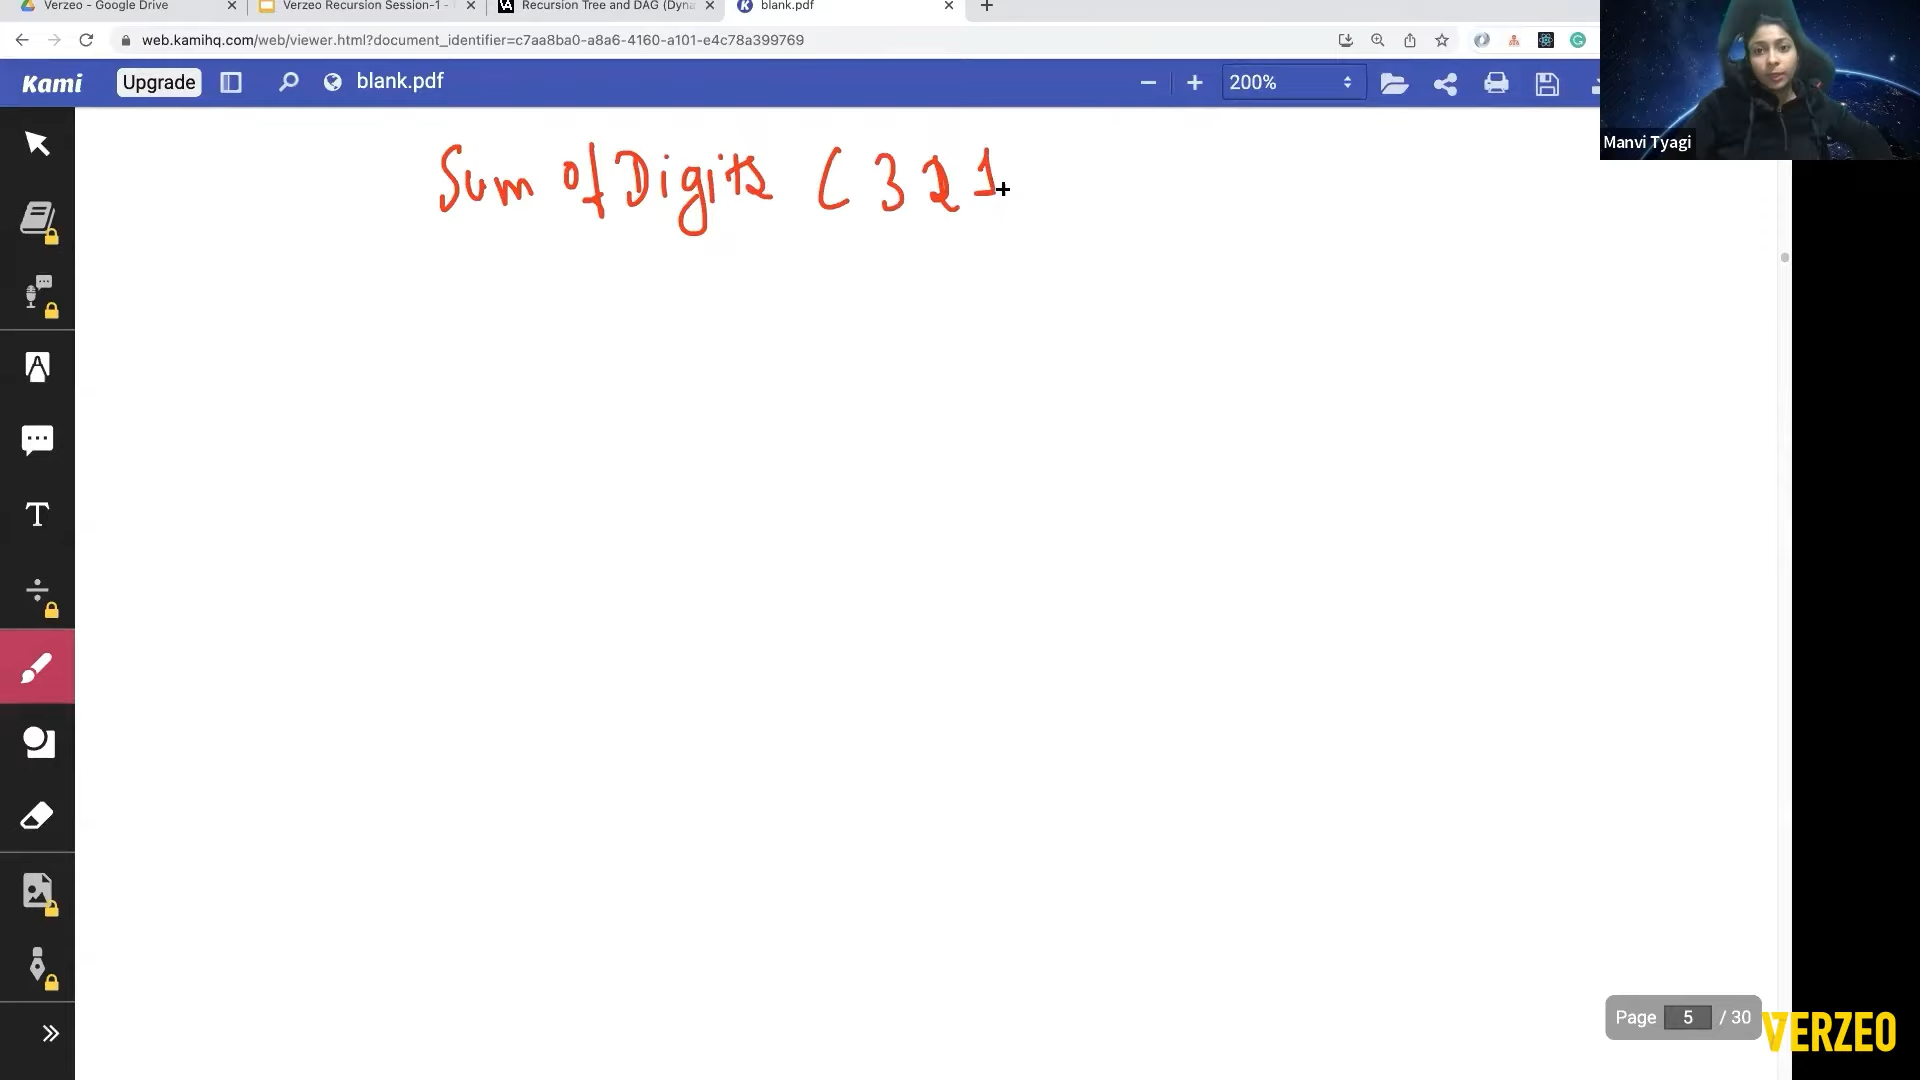 Verzeo - Google Drive
Verzeo Recursion Session-1 -
Recursion Tree and DAG (Dyna
blank.pdf
web.kamihq.com/web/viewer.html?document_identifier=c7aa8ba0-a8a6-4160-a101-e4c78a399769
Kami
Upgrade
blank.pdf
200%
Manvi Tyagi
Sum of Digits ( 3 2 1
Page 5 / 30
VERZEO